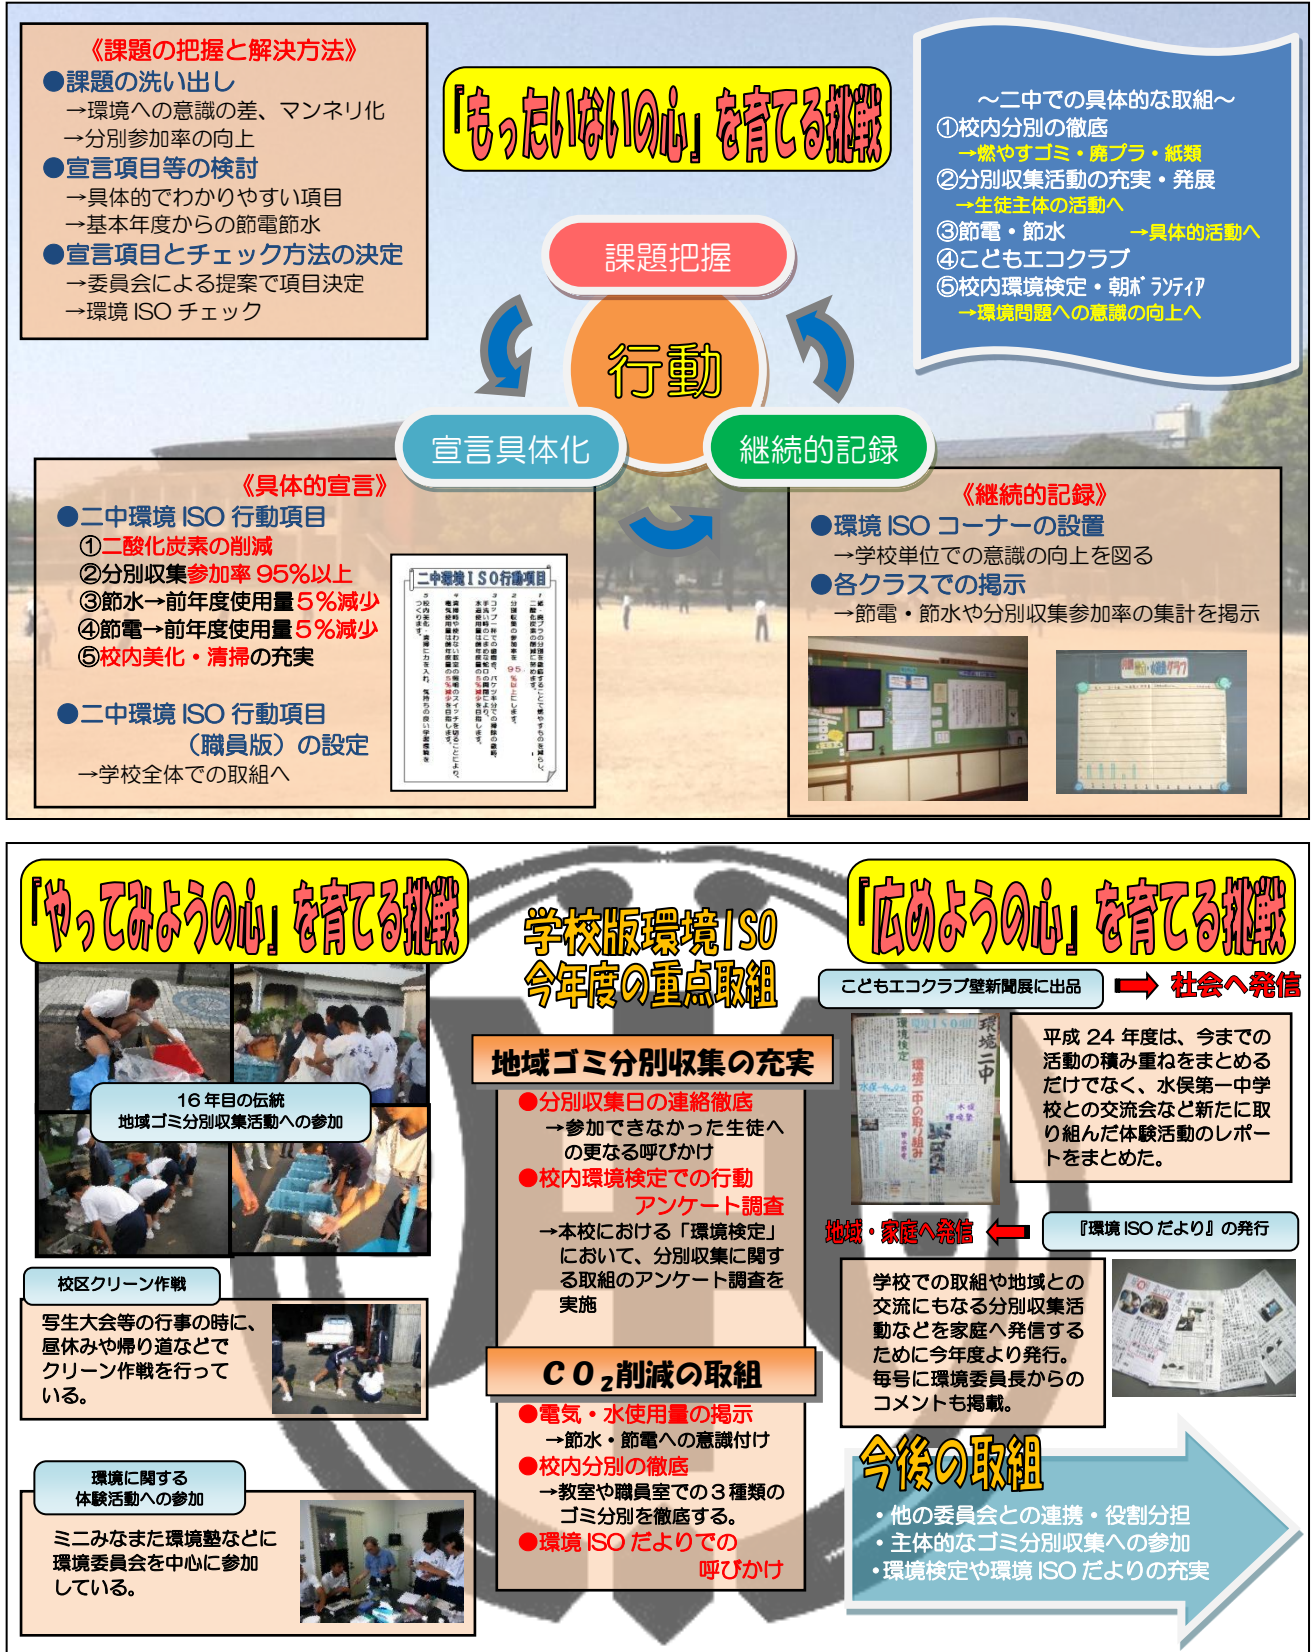 《課題の把握と解決方法》
●課題の洗い出し
→環境への意識の差、マンネリ化
→分別参加率の向上
●宣言項目等の検討
→具体的でわかりやすい項目
→基本年度からの節電節水
●宣言項目とチェック方法の決定
→委員会による提案で項目決定
→環境 ISO チェック
『もったいないの心』を育てる挑戦
～二中での具体的な取組～
①校内分別の徹底
→燃やすゴミ・廃プラ・紙類
②分別収集活動の充実・発展
→生徒主体の活動へ
③節電・節水 →具体的活動へ
④こどもエコクラブ
⑤校内環境検定・朝ﾎﾞﾗﾝﾃｨｱ
→環境問題への意識の向上へ
課題把握
行動
宣言具体化
継続的記録
《具体的宣言》
●二中環境 ISO 行動項目
①二酸化炭素の削減
②分別収集参加率 95%以上
③節水→前年度使用量５％減少
④節電→前年度使用量５％減少
⑤校内美化・清掃の充実
●二中環境 ISO 行動項目
（職員版）の設定
→学校全体での取組へ
二中環境ＩＳＯ行動項目
《継続的記録》
●環境 ISO コーナーの設置
→学校単位での意識の向上を図る
●各クラスでの掲示
→節電・節水や分別収集参加率の集計を掲示
『やってみようの心』を育てる挑戦
16 年目の伝統
地域ゴミ分別収集活動への参加
校区クリーン作戦
写生大会等の行事の時に、
昼休みや帰り道などで
クリーン作戦を行って
いる。
環境に関する
体験活動への参加
ミニみなまた環境塾などに
環境委員会を中心に参加
している。
学校版環境ISO
今年度の重点取組
地域ゴミ分別収集の充実
●分別収集日の連絡徹底
→参加できなかった生徒へ
の更なる呼びかけ
●校内環境検定での行動
アンケート調査
→本校における「環境検定」
において、分別収集に関す
る取組のアンケート調査を
実施
ＣＯ₂削減の取組
●電気・水使用量の掲示
→節水・節電への意識付け
●校内分別の徹底
→教室や職員室での３種類の
ゴミ分別を徹底する。
●環境 ISO だよりでの
呼びかけ
『広めようの心』を育てる挑戦
こどもエコクラブ壁新聞展に出品
社会へ発信
環境二中
環境検定
環境二中の取り組み
平成 24 年度は、今までの
活動の積み重ねをまとめる
だけでなく、水俣第一中学
校との交流会など新たに取
り組んだ体験活動のレポー
トをまとめた。
地域・家庭へ発信
『環境 ISO だより』の発行
学校での取組や地域との
交流にもなる分別収集活
動などを家庭へ発信する
ために今年度より発行。
毎号に環境委員長からの
コメントも掲載。
今後の取組
・他の委員会との連携・役割分担
・主体的なゴミ分別収集への参加
・環境検定や環境 ISO だよりの充実